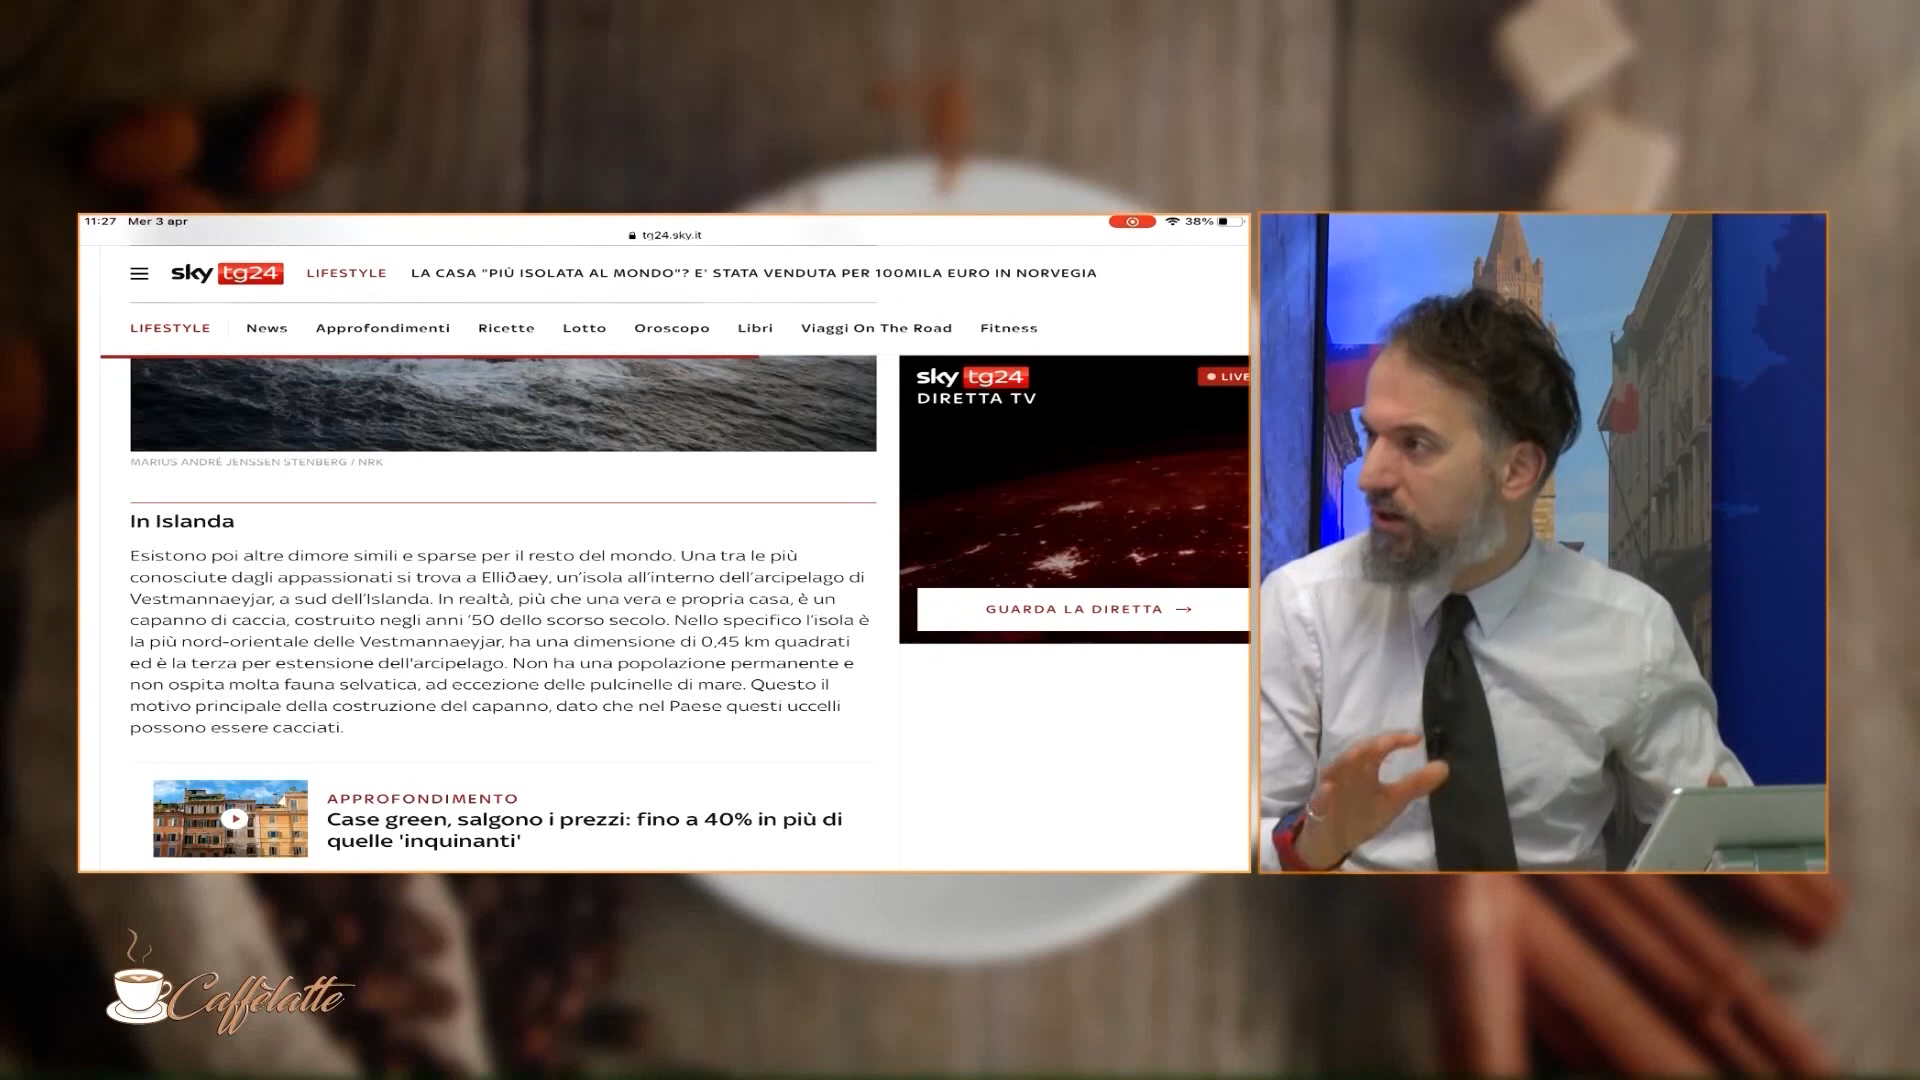 11:27 Mer 3 apr
38%
tg24.sky.it
sky tg24 LIFESTYLE LA CASA "PIÙ ISOLATA AL MONDO"? E' STATA VENDUTA PER 100MILA EURO IN NORVEGIA
LIFESTYLE News Approfondimenti Ricette Lotto Oroscopo Libri Viaggi On The Road Fitness
sky tg24
LIVE
DIRETTA TV
GUARDA LA DIRETTA →
MARIUS ANDRÉ JENSSEN STENBERG / NRK
In Islanda
Esistono poi altre dimore simili e sparse per il resto del mondo. Una tra le più
conosciute dagli appassionati si trova a Elliðaey, un'isola all'interno dell'arcipelago di
Vestmannaeyjar, a sud dell'Islanda. In realtà, più che una vera e propria casa, è un
capanno di caccia, costruito negli anni '50 dello scorso secolo. Nello specifico l'isola è
la più nord-orientale delle Vestmannaeyjar, ha una dimensione di 0,45 km quadrati
ed è la terza per estensione dell'arcipelago. Non ha una popolazione permanente e
non ospita molta fauna selvatica, ad eccezione delle pulcinelle di mare. Questo il
motivo principale della costruzione del capanno, dato che nel Paese questi uccelli
possono essere cacciati.
APPROFONDIMENTO
Case green, salgono i prezzi: fino a 40% in più di
quelle 'inquinanti'
Caffèlatte